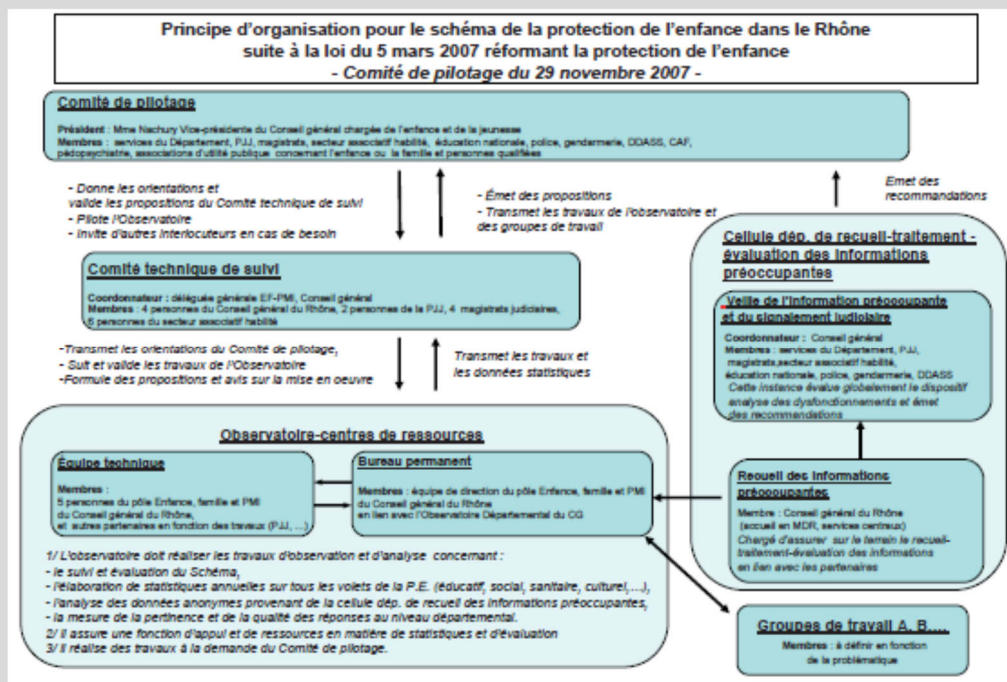 Principe d'organisation pour le schéma de la protection de l'enfance dans le Rhône
suite à la loi du 5 mars 2007 réformant la protection de l'enfance
- Comité de pilotage du 29 novembre 2007 -
Comité de pilotage
Président : Mme Nachury Vice-présidente du Conseil général chargée de l'enfance et de la jeunesse
Membres : services du Département, PJJ, magistrats, secteur associatif habilité, éducation nationale, police, gendarmerie, DDASS, CAF,
pédopsychiatrie, associations d'utilité publique concernant l'enfance ou la famille et personnes qualifiées
- Donne les orientations et
valide les propositions du Comité technique de suivi
- Pilote l'Observatoire
- Invite d'autres interlocuteurs en cas de besoin
- Émet des propositions
- Transmet les travaux de l'observatoire et
des groupes de travail
Emet des
recommandations
Comité technique de suivi
Coordonnateur : déléguée générale EF-PMI, Conseil général
Membres : 4 personnes du Conseil général du Rhône, 2 personnes de la PJJ, 4 magistrats judiciaires,
6 personnes du secteur associatif habilité
-Transmet les orientations du Comité de pilotage,
- Suit et valide les travaux de l'Observatoire
-Formule des propositions et avis sur la mise en oeuvre
Transmet les travaux et
les données statistiques
Cellule dép. de recueil-traitement -
évaluation des informations
préoccupantes
Veille de l'information préoccupante
et du signalement judiciaire
Coordonnateur : Conseil général
Membres : services du Département, PJJ,
magistrats,secteur associatif habilité,
éducation nationale, police, gendarmerie, DDASS
Cette instance évalue globalement le dispositif
analyse des dysfonctionnements et émet
des recommandations
Recueil des informations
préoccupantes
Membre : Conseil général du Rhône
(accueil en MDR, services centraux)
Chargé d'assurer sur le terrain le recueil-
traitement-évaluation des informations
en lien avec les partenaires
Observatoire-centres de ressources
Équipe technique
Membres :
5 personnes du pôle Enfance, famille et PMI
du Conseil général du Rhône,
et autres partenaires en fonction des travaux (PJJ, ...)
Bureau permanent
Membres : équipe de direction du pôle Enfance, famille et PMI
du Conseil général du Rhône
en lien avec l'Observatoire Départemental du CG
1/ L'observatoire doit réaliser les travaux d'observation et d'analyse concernant :
- le suivi et évaluation du Schéma,
- l'élaboration de statistiques annuelles sur tous les volets de la P.E. (éducatif, social, sanitaire, culturel,...),
- l'analyse des données anonymes provenant de la cellule dép. de recueil des informations préoccupantes,
- la mesure de la pertinence et de la qualité des réponses au niveau départemental.
2/ Il assure une fonction d'appui et de ressources en matière de statistiques et d'évaluation
3/ Il réalise des travaux à la demande du Comité de pilotage.
Groupes de travail A, B....
Membres : à définir en fonction
de la problématique